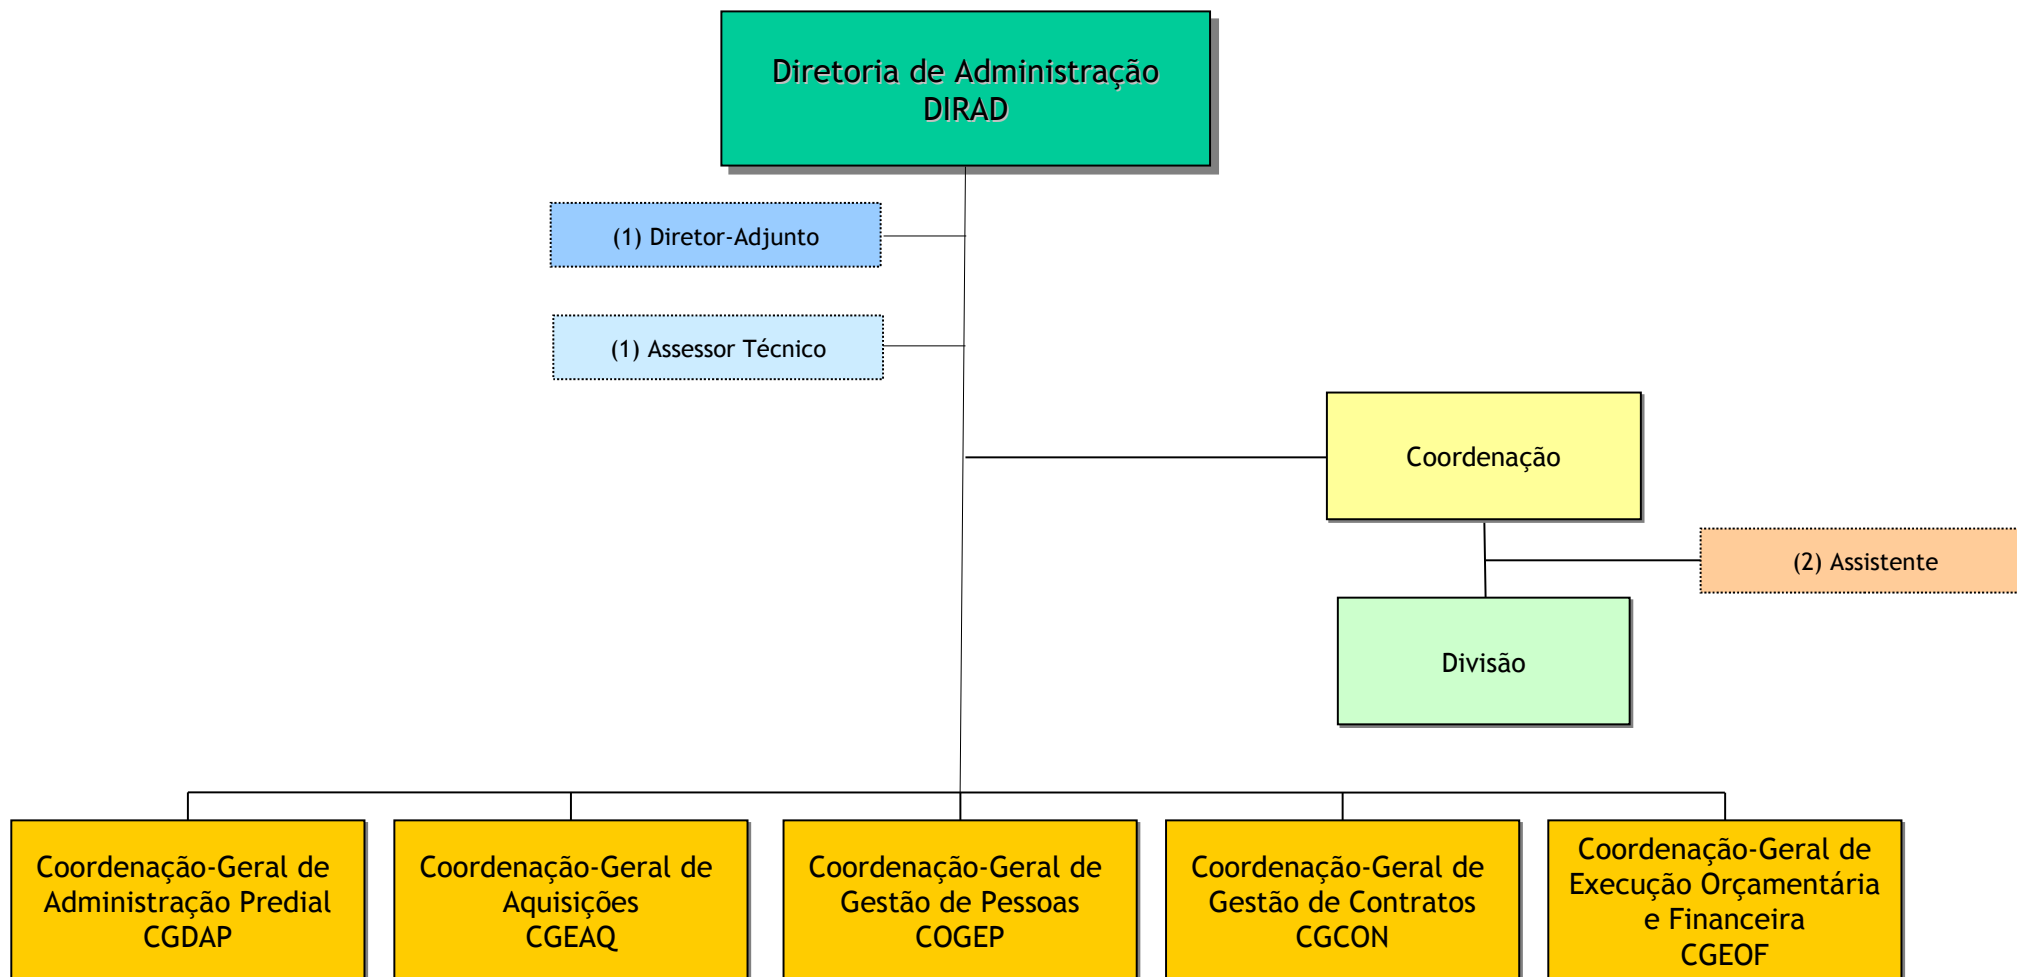 Diretoria de Administração
DIRAD
(1) Diretor-Adjunto
(1) Assessor Técnico
Coordenação
(2) Assistente
Divisão
Coordenação-Geral de
Administração Predial
CGDAP
Coordenação-Geral de
Aquisições
CGEAQ
Coordenação-Geral de
Gestão de Pessoas
COGEP
Coordenação-Geral de
Gestão de Contratos
CGCON
Coordenação-Geral de
Execução Orçamentária
e Financeira
CGEOF